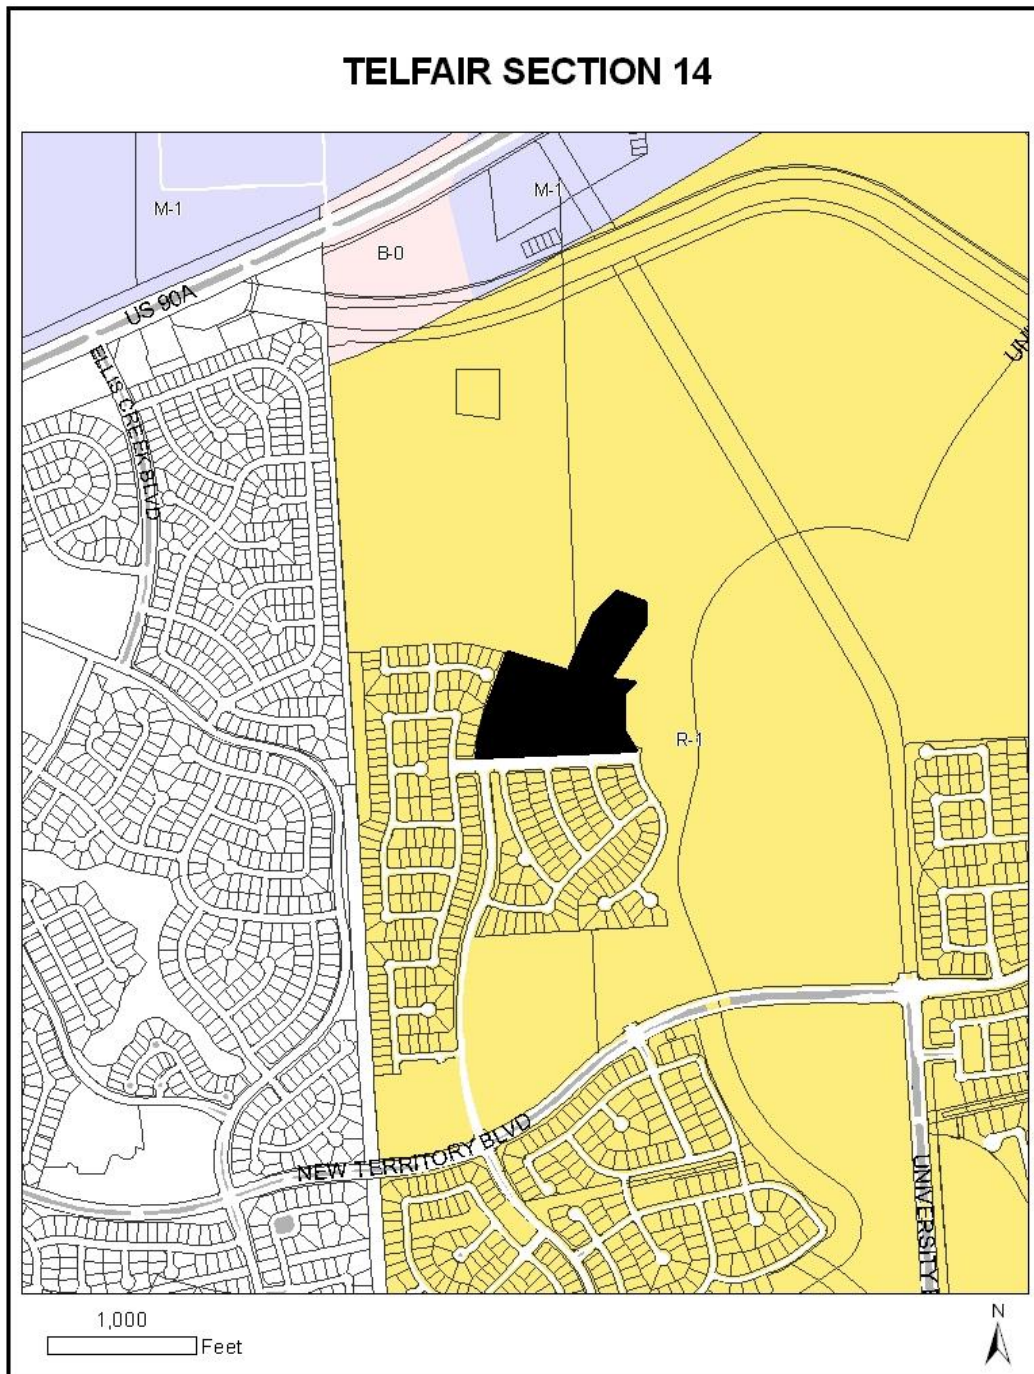 TELFAIR SECTION 14
M-1
M-1
B-0
US 90A
ELLIS CREEK BLVD
R-1
NEW TERRITORY BLVD
UNIVERSITY
1,000
Feet
N